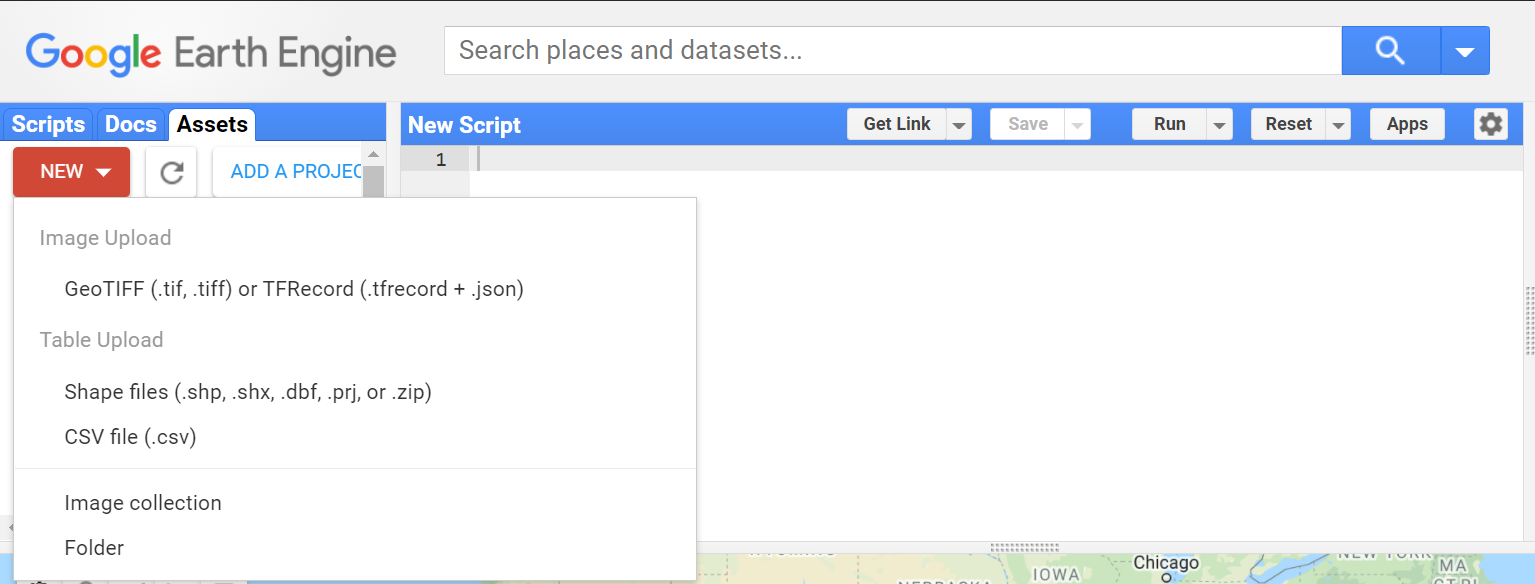 Google Earth Engine
Search places and datasets...
Scripts
Docs
Assets
New Script
Get Link
Save
Run
Reset
Apps
NEW
ADD A PROJEC
1
Image Upload
GeoTIFF (.tif, .tiff) or TFRecord (.tfrecord + .json)
Table Upload
Shape files (.shp, .shx, .dbf, .prj, or .zip)
CSV file (.csv)
Image collection
Folder
Chicago
IOWA
NEBRASKA
NEW YORK
MA